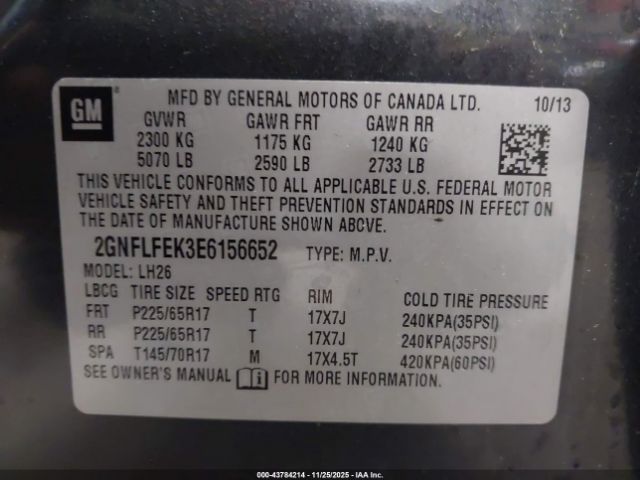 GM
MFD BY GENERAL MOTORS OF CANADA LTD. 10/13
GVWR GAWR FRT GAWR RR
2300 KG 1175 KG 1240 KG
5070 LB 2590 LB 2733 LB
THIS VEHICLE CONFORMS TO ALL APPLICABLE U.S. FEDERAL MOTOR
VEHICLE SAFETY AND THEFT PREVENTION STANDARDS IN EFFECT ON
THE DATE OF MANUFACTURE SHOWN ABOVE.
2GNFLFEK3E6156652 TYPE: M.P.V.
MODEL: LH26
LBCG TIRE SIZE SPEED RTG RIM COLD TIRE PRESSURE
FRT P225/65R17 T 17X7J 240KPA(35PSI)
RR P225/65R17 T 17X7J 240KPA(35PSI)
SPA T145/70R17 M 17X4.5T 420KPA(60PSI)
SEE OWNER'S MANUAL FOR MORE INFORMATION.
000-43784214 - 11/25/2025 - IAA Inc.